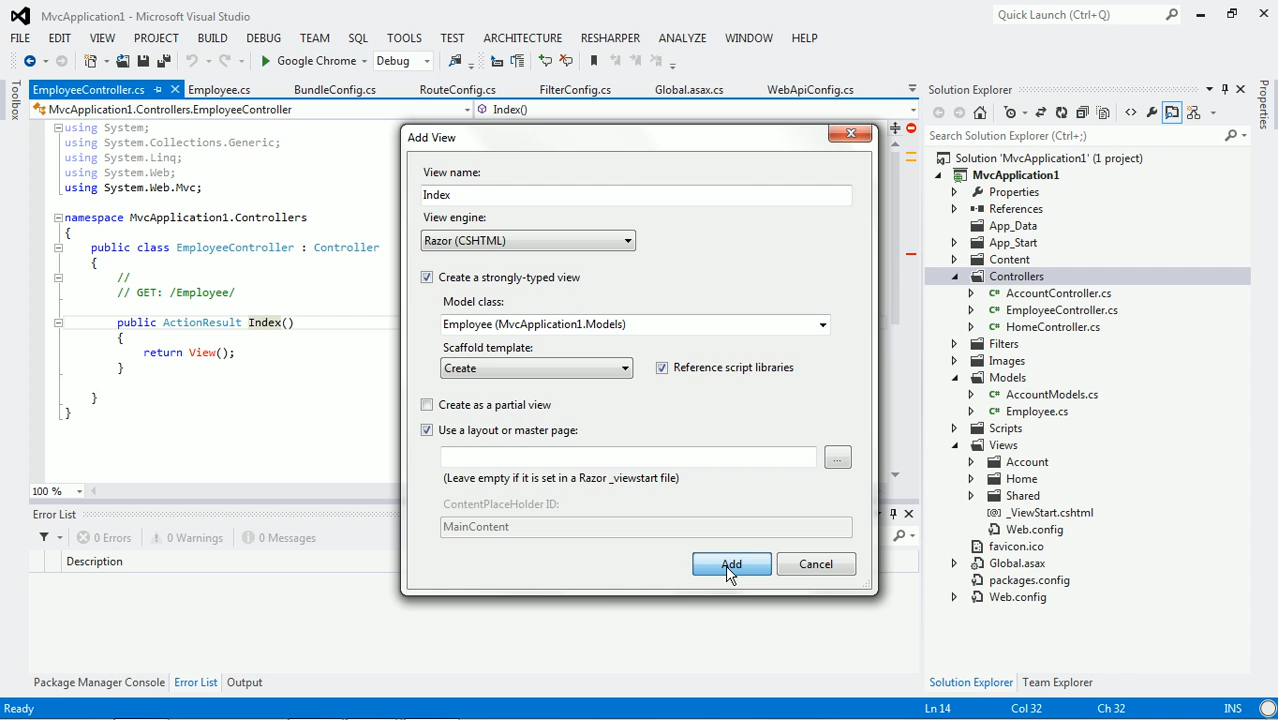 MvcApplication1 - Microsoft Visual Studio
Quick Launch (Ctrl+Q)
FILE EDIT VIEW PROJECT BUILD DEBUG TEAM SQL TOOLS TEST ARCHITECTURE RESHARPER ANALYZE WINDOW HELP
Google Chrome Debug
Toolbox
EmployeeController.cs Employee.cs BundleConfig.cs RouteConfig.cs FilterConfig.cs Global.asax.cs WebApiConfig.cs
MvcApplication1.Controllers.EmployeeController Index()
using System;
using System.Collections.Generic;
using System.Linq;
using System.Web;
using System.Web.Mvc;
namespace MvcApplication1.Controllers
{
public class EmployeeController : Controller
{
//
// GET: /Employee/
public ActionResult Index()
{
return View();
}
}
}
100 %
Add View
View name:
Index
View engine:
Razor (CSHTML)
Create a strongly-typed view
Model class:
Employee (MvcApplication1.Models)
Scaffold template:
Create Reference script libraries
Create as a partial view
Use a layout or master page:
...
(Leave empty if it is set in a Razor _viewstart file)
ContentPlaceHolder ID:
MainContent
Add Cancel
Error List
0 Errors 0 Warnings 0 Messages
Description
Package Manager Console Error List Output
Solution Explorer
Search Solution Explorer (Ctrl+;)
Solution 'MvcApplication1' (1 project)
MvcApplication1
Properties
References
App_Data
App_Start
Content
Controllers
C# AccountController.cs
C# EmployeeController.cs
C# HomeController.cs
Filters
Images
Models
C# AccountModels.cs
C# Employee.cs
Scripts
Views
Account
Home
Shared
_ViewStart.cshtml
Web.config
favicon.ico
Global.asax
packages.config
Web.config
Solution Explorer Team Explorer
Properties
Ready Ln 14 Col 32 Ch 32 INS